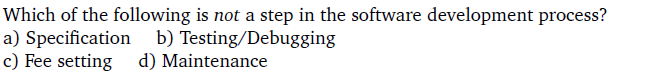 Which of the following is not a step in the software development process?
a) Specification b) Testing/Debugging
c) Fee setting d) Maintenance